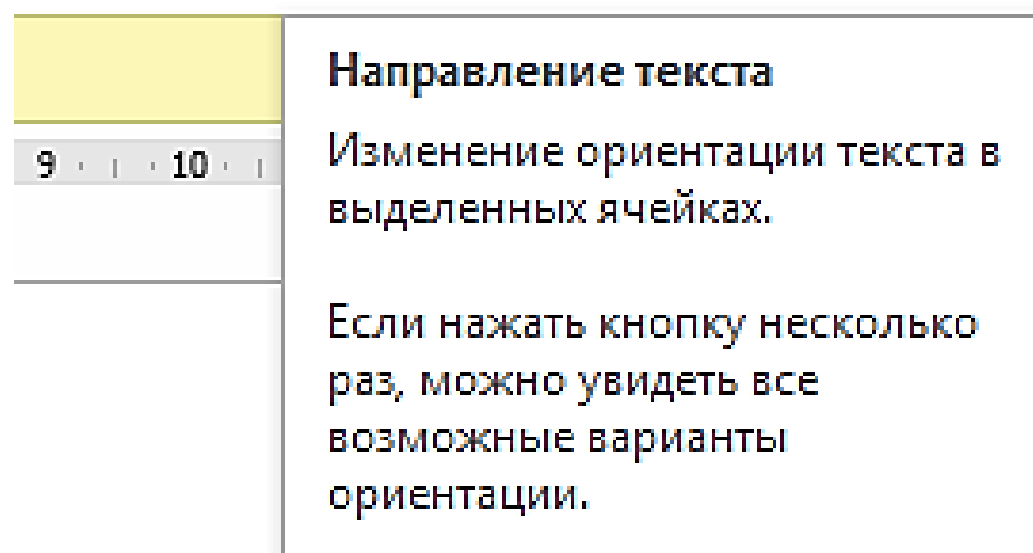 Направление текста
9 10
Изменение ориентации текста в
выделенных ячейках.
Если нажать кнопку несколько
раз, можно увидеть все
возможные варианты
ориентации.